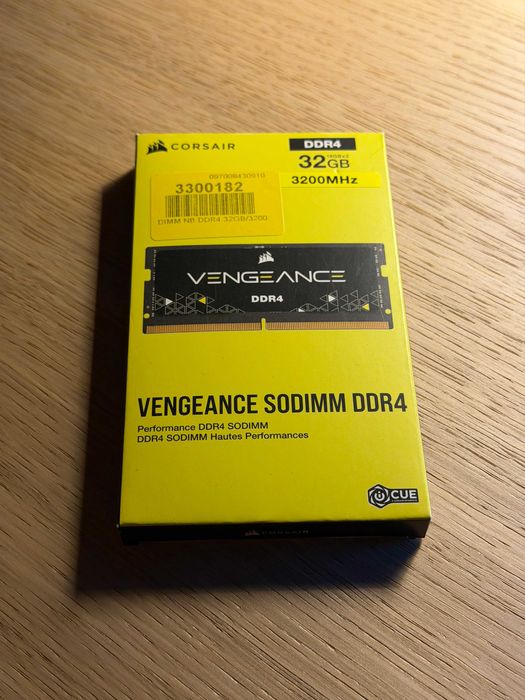 CORSAIR
DDR4
16GBx2
32GB
3200MHz
097008430910
3300182
DIMM NB DDR4 32GB/3200
VENGEANCE
DDR4
VENGEANCE SODIMM DDR4
Performance DDR4 SODIMM
DDR4 SODIMM Hautes Performances
iCUE
CORSAIR